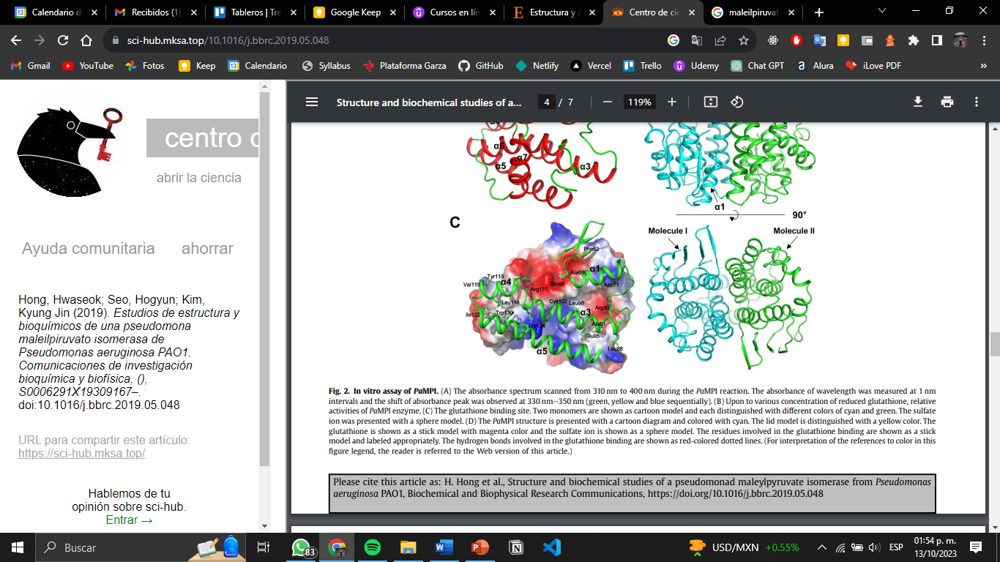 Calendario d
Recibidos (1)
Tableros | Tre
Google Keep
Cursos en lín
Estructura y e
Centro de cie
maleilpiruvat
sci-hub.mksa.top/10.1016/j.bbrc.2019.05.048
Gmail
YouTube
Fotos
Keep
Calendario
Syllabus
Plataforma Garza
GitHub
Netlify
Vercel
Trello
Udemy
Chat GPT
Alura
iLove PDF
»
centro d
abrir la ciencia
Ayuda comunitaria ahorrar
Hong, Hwaseok; Seo, Hogyun; Kim,
Kyung Jin (2019). Estudios de estructura y
bioquímicos de una pseudomona
maleilpiruvato isomerasa de
Pseudomonas aeruginosa PAO1.
Comunicaciones de investigación
bioquímica y biofísica, (),
S0006291X19309167–.
doi:10.1016/j.bbrc.2019.05.048
URL para compartir este artículo:
https://sci-hub.mksa.top/
Hablemos de tu
opinión sobre sci-hub.
Entrar →
Structure and biochemical studies of a...
4 / 7
119%
α6
α7
α5
α3
α1
90°
C
Molecule I
Molecule II
Phe63
Tyr115
α4
Ala68
α1
Val119
Arg111
Gln65
Asp71
Leu118
Cys102
Leu98
Arg90
Ile122
Trp130
α3
Trp134
Ala91
Glu95
α5
Leu88
Fig. 2. In vitro assay of PaMPI. (A) The absorbance spectrum scanned from 310 nm to 400 nm during the PaMPI reaction. The absorbance of wavelength was measured at 1 nm
intervals and the shift of absorbance peak was observed at 330 nm–350 nm (green, yellow and blue sequentially). (B) Upon to various concentration of reduced glutathione, relative
activities of PaMPI enzyme. (C) The glutathione binding site. Two monomers are shown as cartoon model and each distinguished with different colors of cyan and green. The sulfate
ion was presented with a sphere model. (D) The PaMPI structure is presented with a cartoon diagram and colored with cyan. The lid model is distinguished with a yellow color. The
glutathione is shown as a stick model with magenta color and the sulfate ion is shown as a sphere model. The residues involved in the glutathione binding are shown as a stick
model and labeled appropriately. The hydrogen bonds involved in the glutathione binding are shown as red-colored dotted lines. (For interpretation of the references to color in this
figure legend, the reader is referred to the Web version of this article.)
Please cite this article as: H. Hong et al., Structure and biochemical studies of a pseudomonad maleylpyruvate isomerase from Pseudomonas
aeruginosa PAO1, Biochemical and Biophysical Research Communications, https://doi.org/10.1016/j.bbrc.2019.05.048
Buscar
83
USD/MXN +0.55%
ESP
01:54 p. m.
13/10/2023